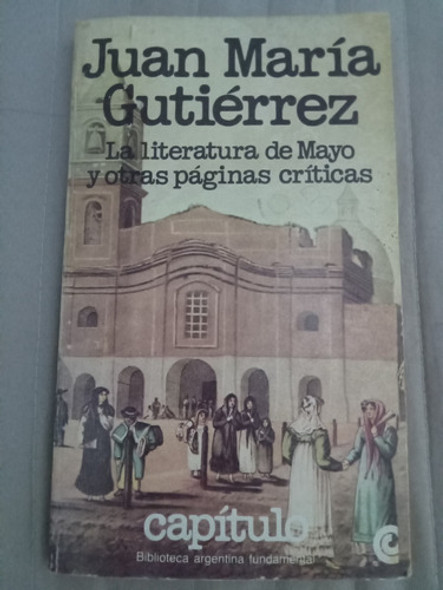 Juan María
Gutiérrez
La literatura de Mayo
y otras páginas críticas
capítulo
Biblioteca argentina fundamental